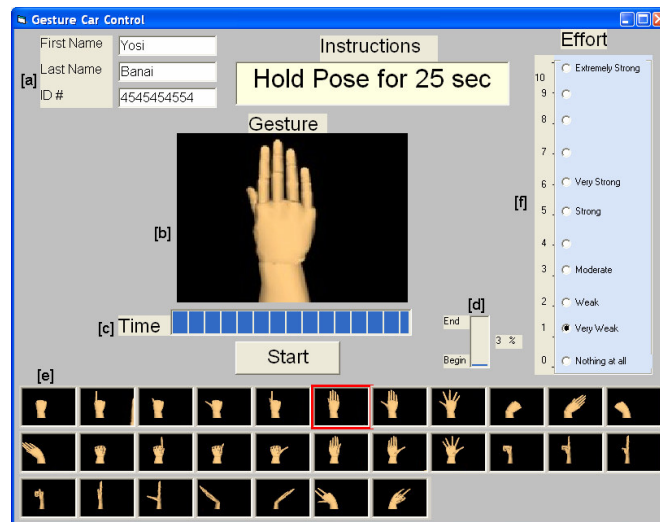 Gesture Car Control
First Name
Yosi
[a] Last Name
Banai
ID #
4545454554
Instructions
Hold Pose for 25 sec
Gesture
[b]
[c] Time
Start
[d]
End
3 %
Begin
Effort
[f]
10 Extremely Strong
9
8
7
6 Very Strong
5 Strong
4
3 Moderate
2 Weak
1 Very Weak
0 Nothing at all
[e]